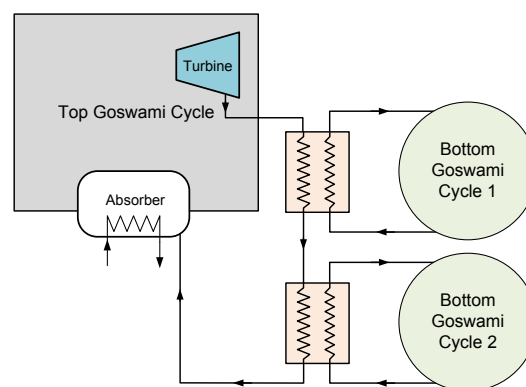 Turbine
Top Goswami Cycle
Absorber
Bottom
Goswami
Cycle 1
Bottom
Goswami
Cycle 2